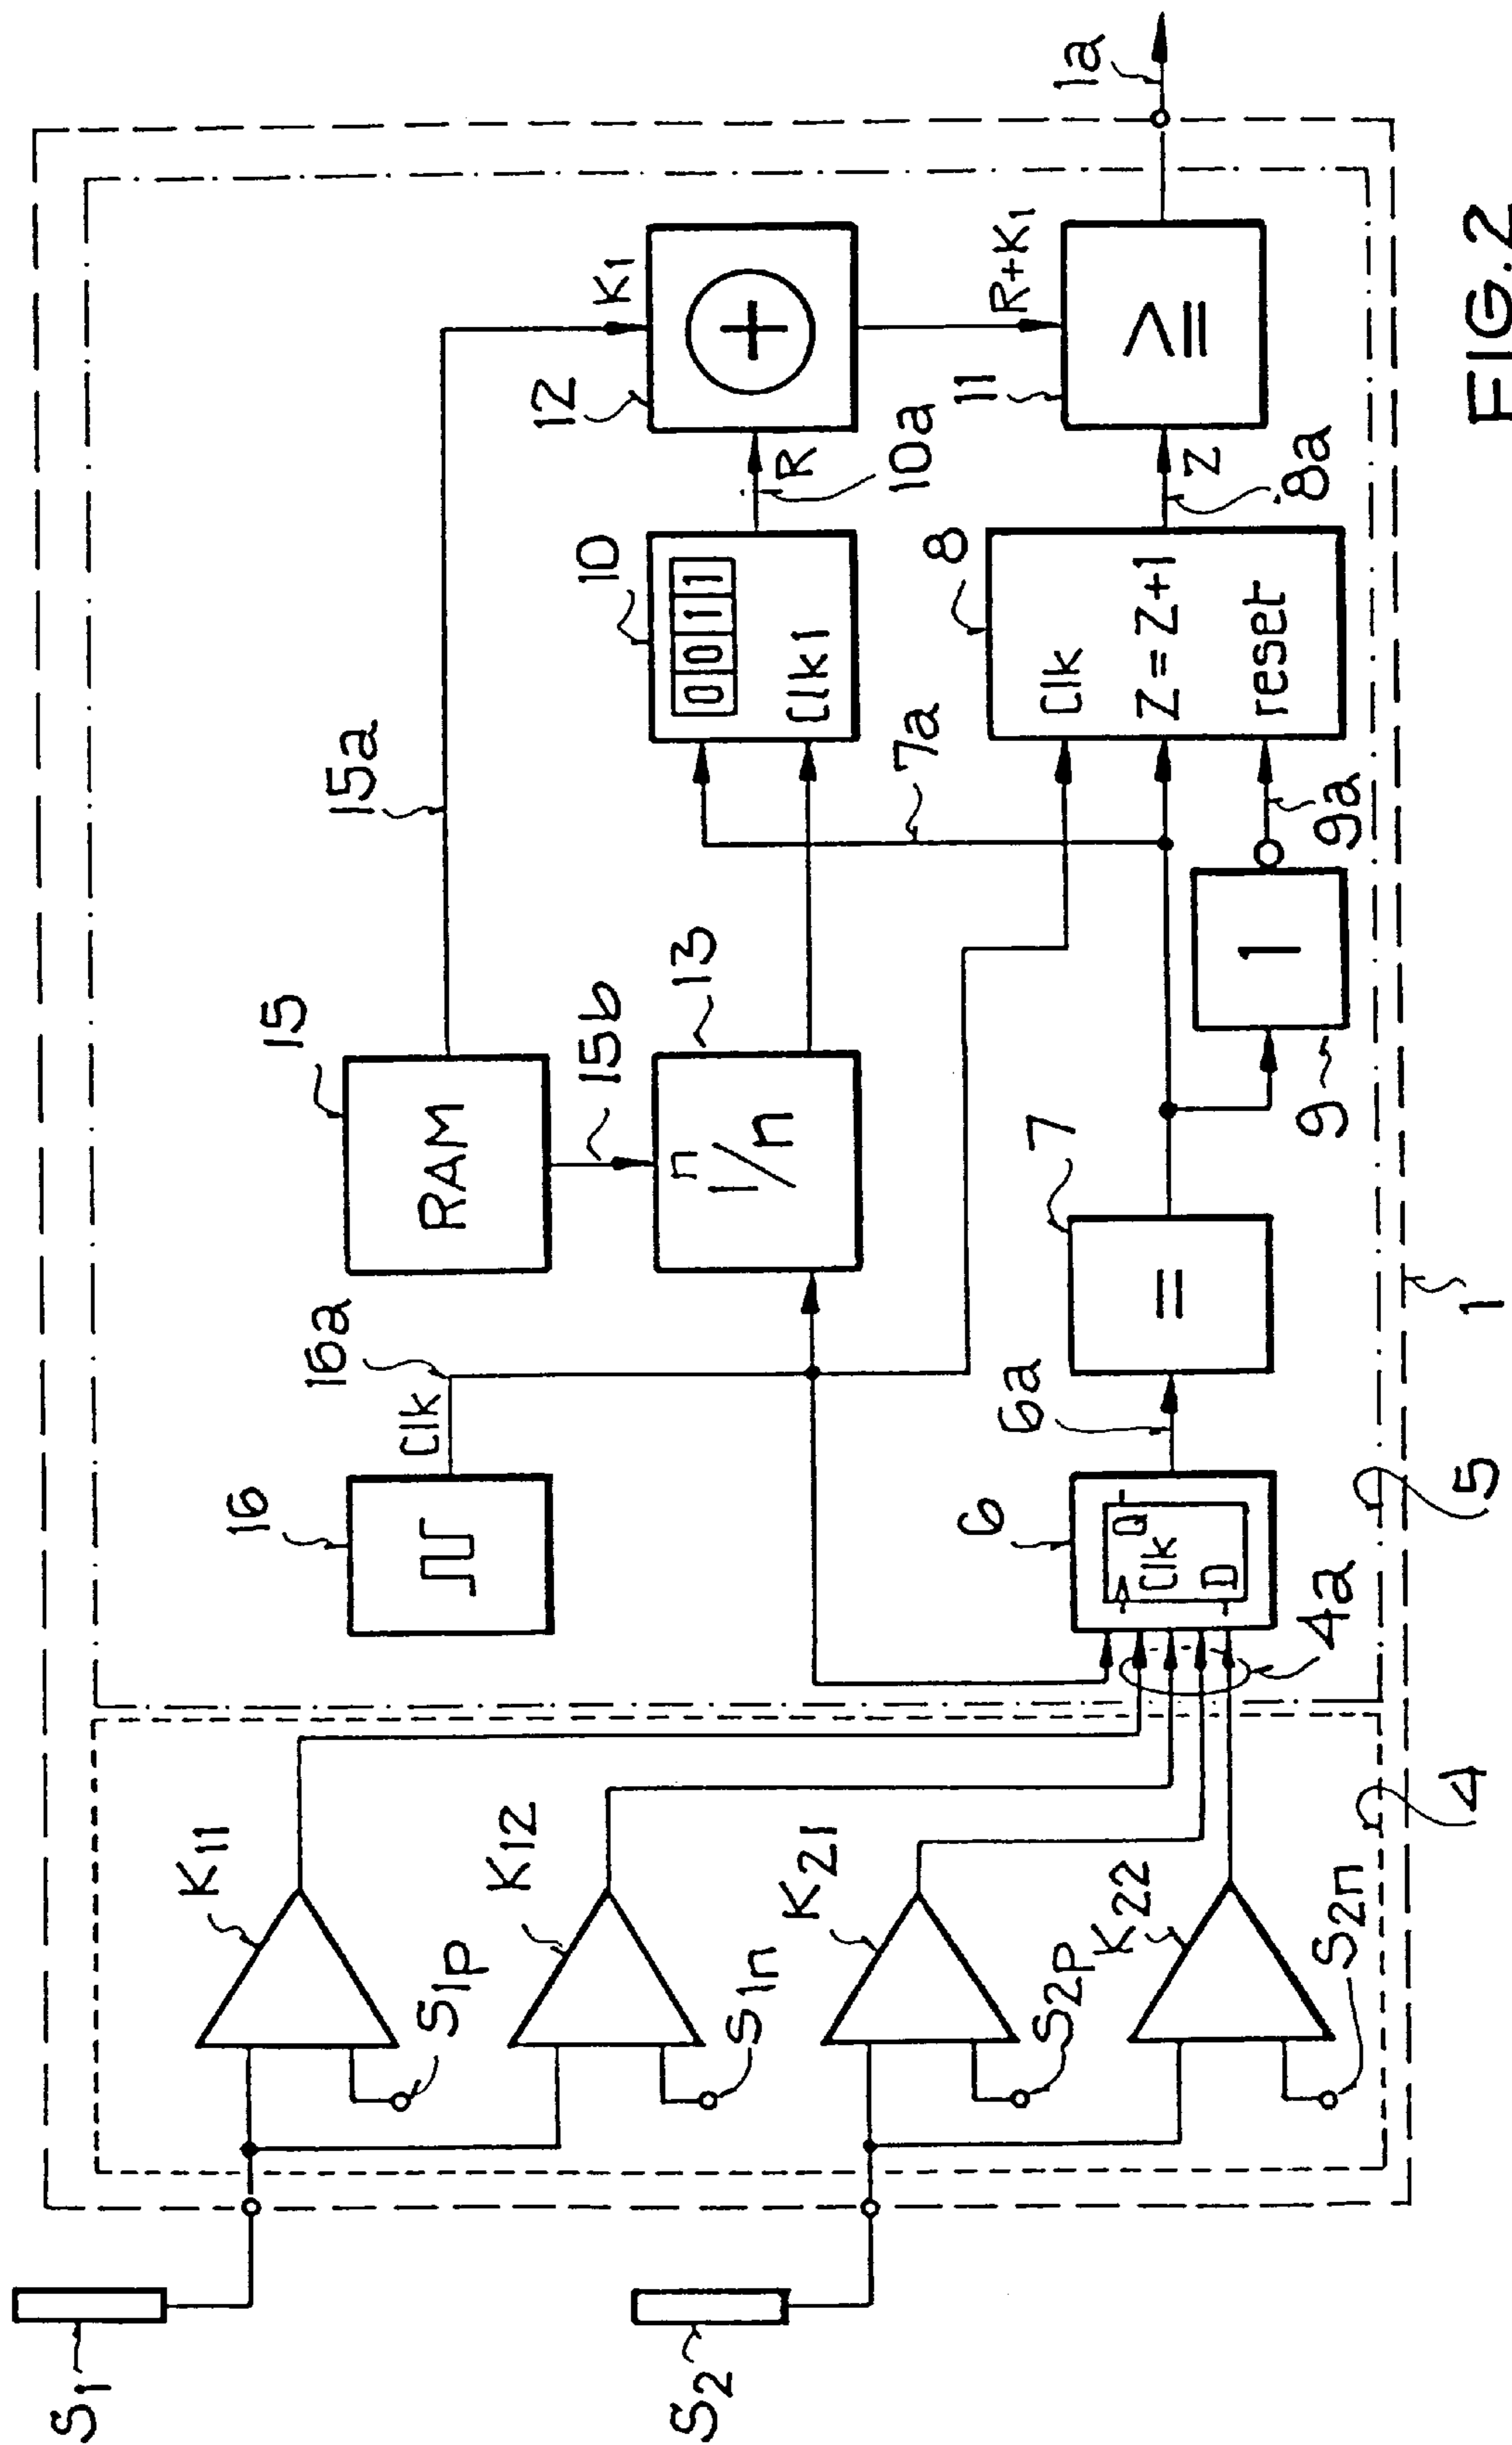 S1
S2
K11
S1p
K12
S1n
K21
S2p
K22
S2n
4
16
Clk
16a
6
Q
Clk
D
4a
5
6a
=
7
1
15
RAM
15a
15b
n
1/n
13
9
1
9a
7a
10
0 0 1 1
Clk1
8
Clk
Z=Z+1
reset
R
10a
Z
8a
12
K1
+
R+K1
11
≥
1a
FIG.2